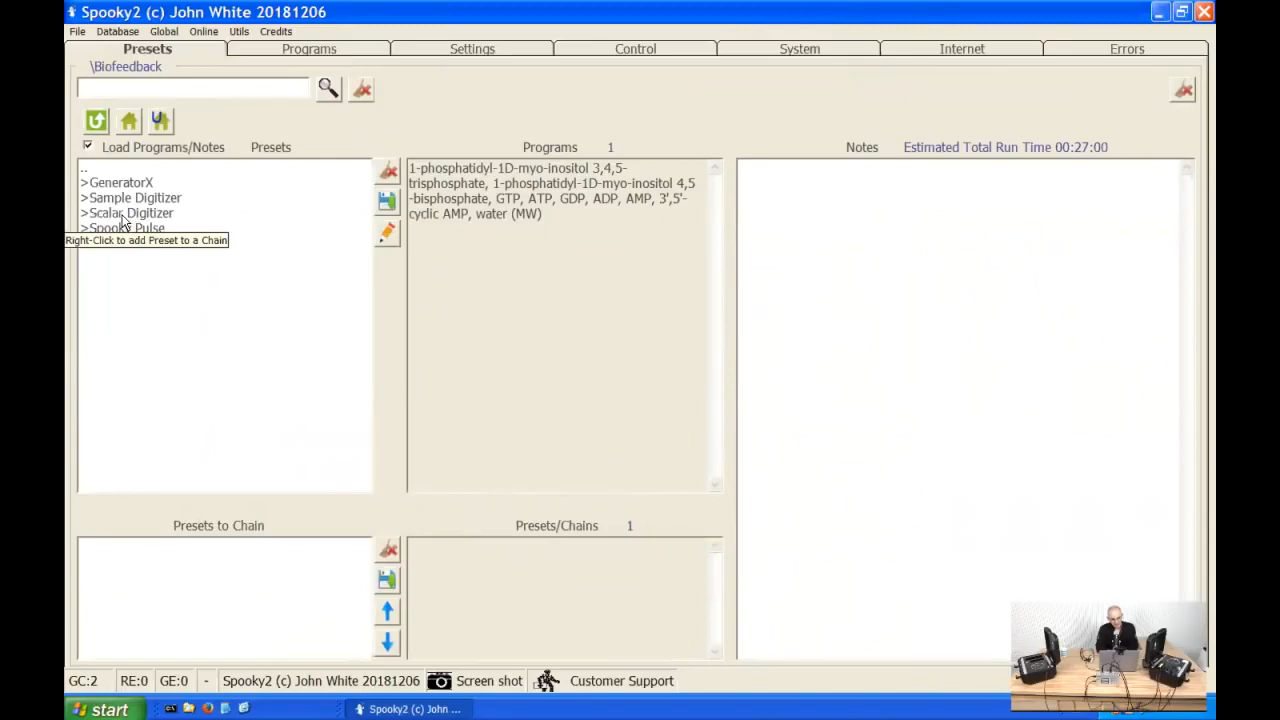 Spooky2 (c) John White 20181206
File Database Global Online Utils Credits
Presets Programs Settings Control System Internet Errors
\Biofeedback
Load Programs/Notes Presets Programs 1 Notes Estimated Total Run Time 00:27:00
..
>GeneratorX
>Sample Digitizer
>Scalar Digitizer
>Spooky Pulse
Right-Click to add Preset to a Chain
1-phosphatidyl-1D-myo-inositol 3,4,5-
trisphosphate, 1-phosphatidyl-1D-myo-inositol 4,5
-bisphosphate, GTP, ATP, GDP, ADP, AMP, 3',5'-
cyclic AMP, water (MW)
Presets to Chain Presets/Chains 1
GC:2 RE:0 GE:0 - Spooky2 (c) John White 20181206 Screen shot Customer Support
start Spooky2 (c) John ...